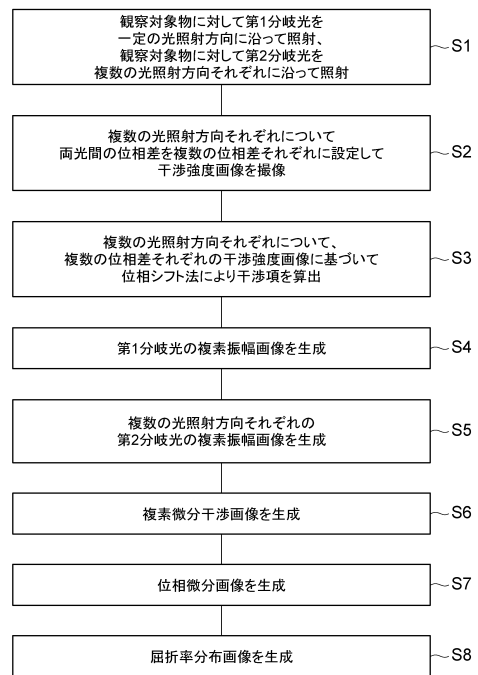 観察対象物に対して第1分岐光を
一定の光照射方向に沿って照射、
観察対象物に対して第2分岐光を
複数の光照射方向それぞれに沿って照射
S1
複数の光照射方向それぞれについて
両光間の位相差を複数の位相差それぞれに設定して
干渉強度画像を撮像
S2
複数の光照射方向それぞれについて、
複数の位相差それぞれの干渉強度画像に基づいて
位相シフト法により干渉項を算出
S3
第1分岐光の複素振幅画像を生成
S4
複数の光照射方向それぞれの
第2分岐光の複素振幅画像を生成
S5
複素微分干渉画像を生成
S6
位相微分画像を生成
S7
屈折率分布画像を生成
S8